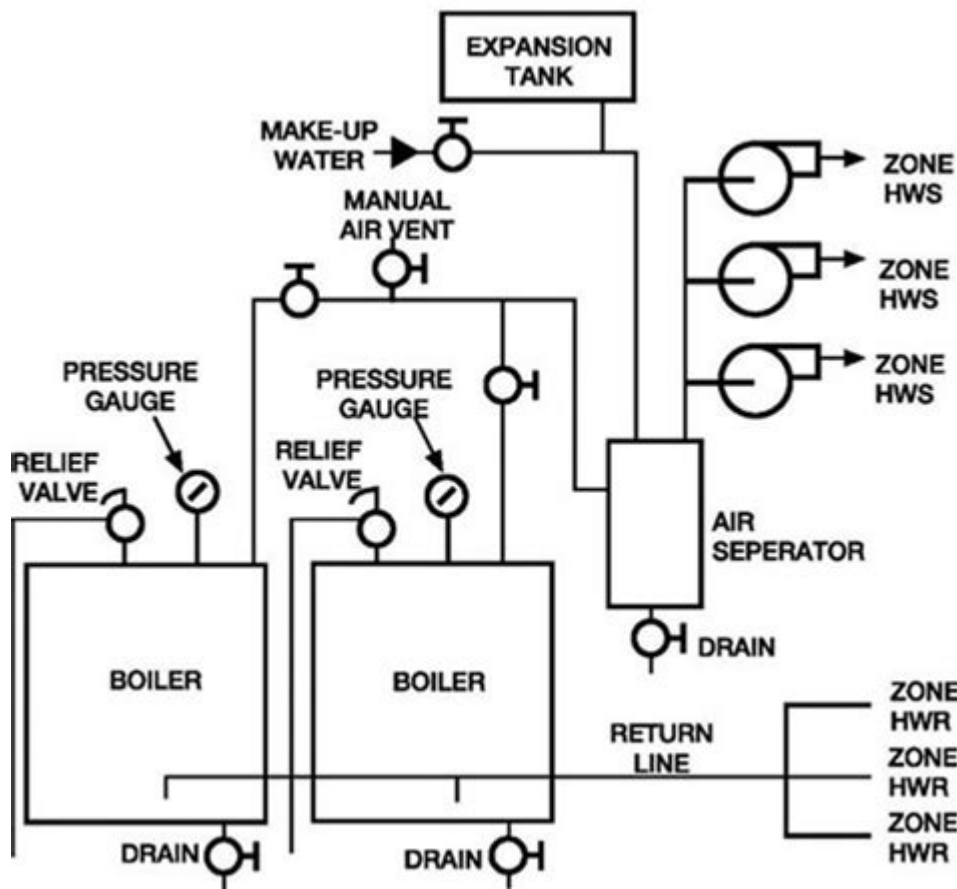 EXPANSION
TANK
MAKE-UP
WATER
ZONE
HWS
MANUAL
AIR VENT
ZONE
HWS
PRESSURE
GAUGE
PRESSURE
GAUGE
ZONE
HWS
RELIEF
VALVE
RELIEF
VALVE
AIR
SEPERATOR
DRAIN
BOILER
BOILER
ZONE
HWR
RETURN
LINE
ZONE
HWR
ZONE
HWR
DRAIN
DRAIN